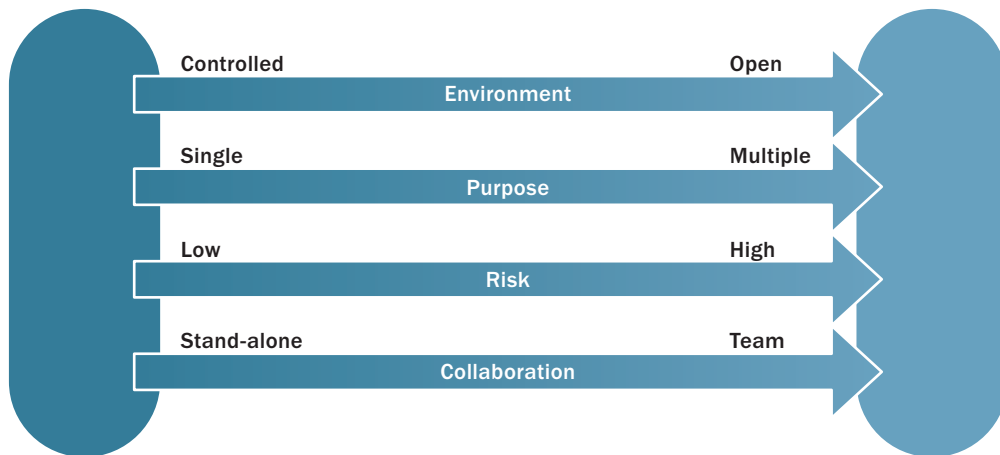 Controlled Open
Environment
Single Multiple
Purpose
Low High
Risk
Stand-alone Team
Collaboration